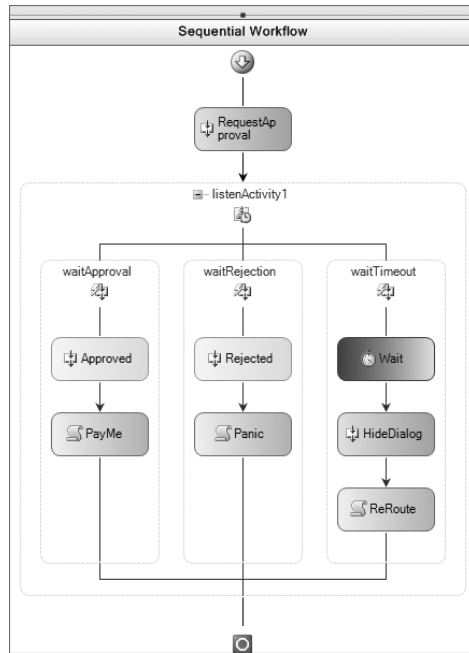 Sequential Workflow
RequestAp
proval
listenActivity1
waitApproval
waitRejection
waitTimeout
Approved
Rejected
Wait
PayMe
Panic
HideDialog
ReRoute